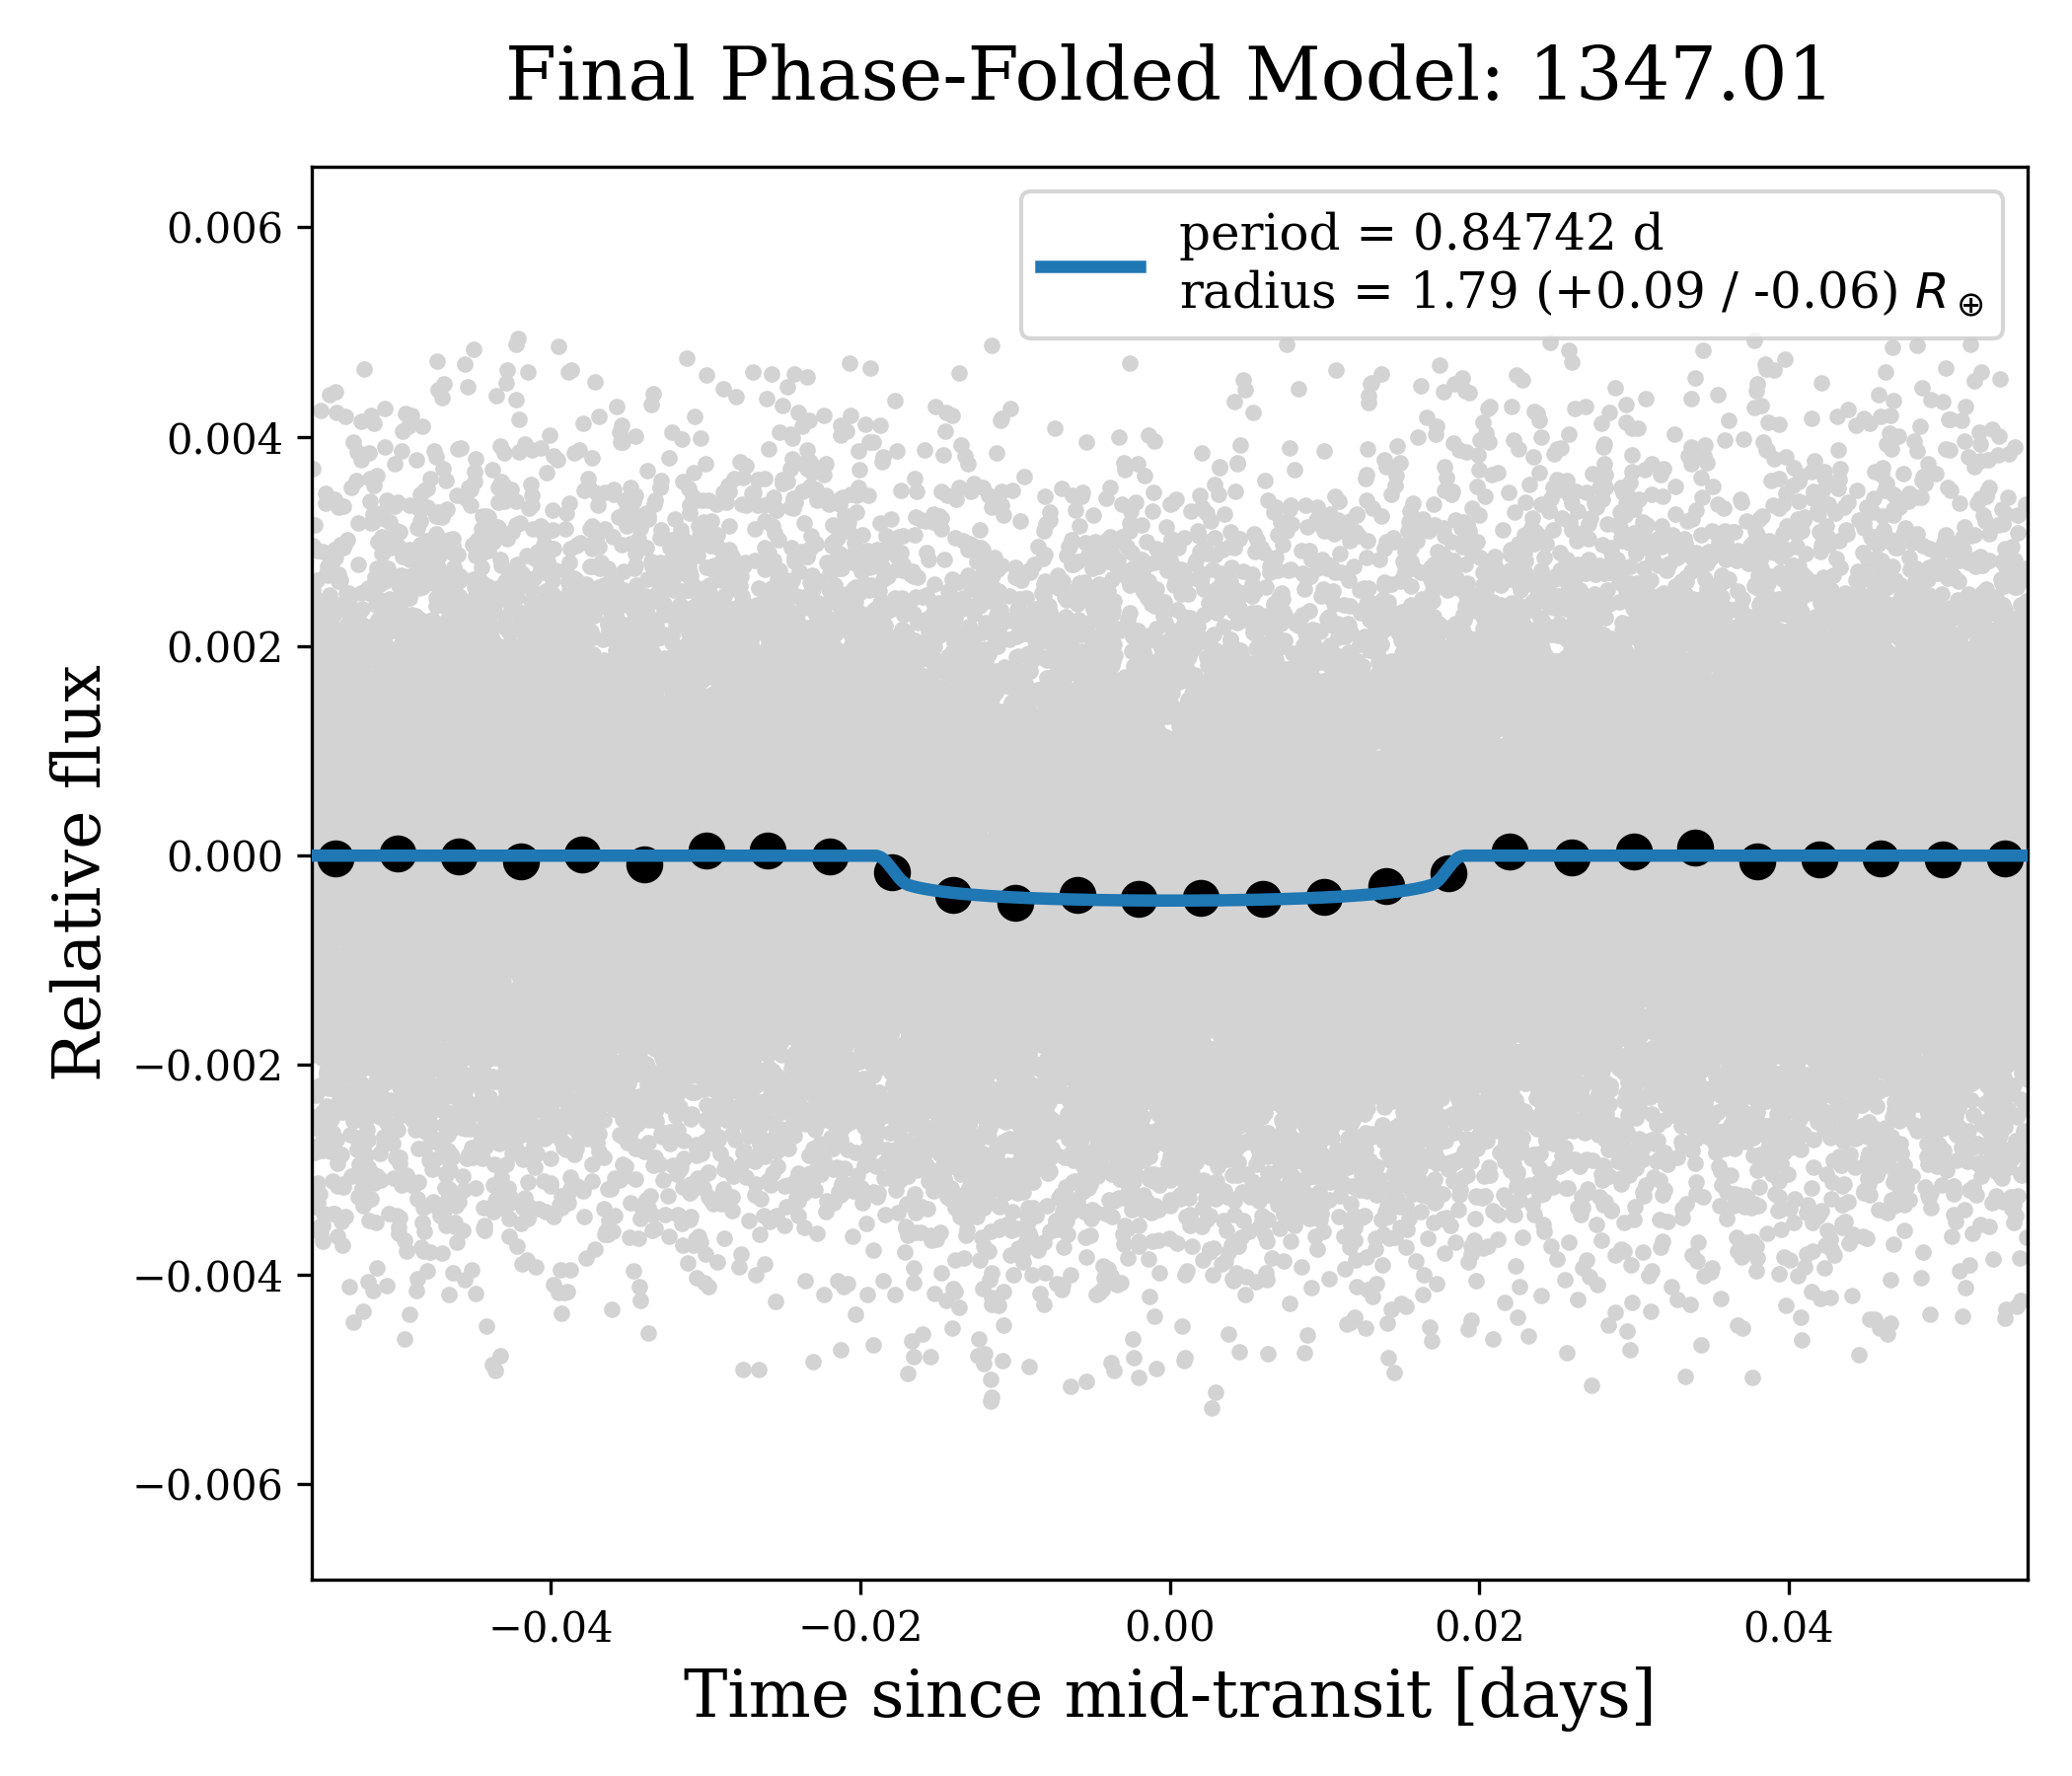 Final Phase-Folded Model: 1347.01
period = 0.84742 d
radius = 1.79 (+0.09 / -0.06) R⊕
0.006
0.004
0.002
0.000
−0.002
−0.004
−0.006
Relative flux
−0.04
−0.02
0.00
0.02
0.04
Time since mid-transit [days]